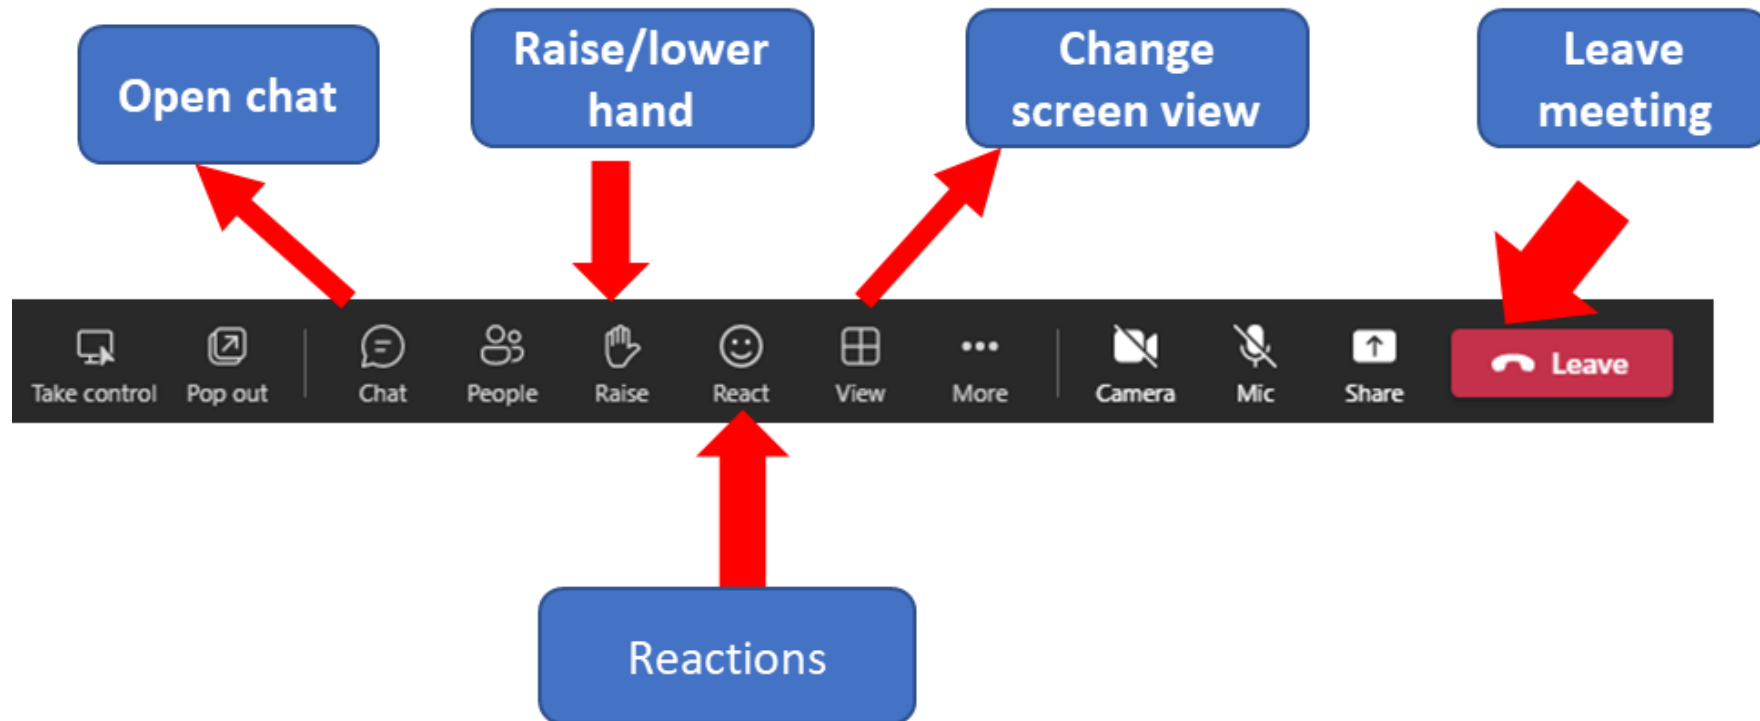 Open chat
Raise/lower
hand
Change
screen view
Leave
meeting
Take control
Pop out
Chat
People
Raise
React
View
More
Camera
Mic
Share
Leave
Reactions